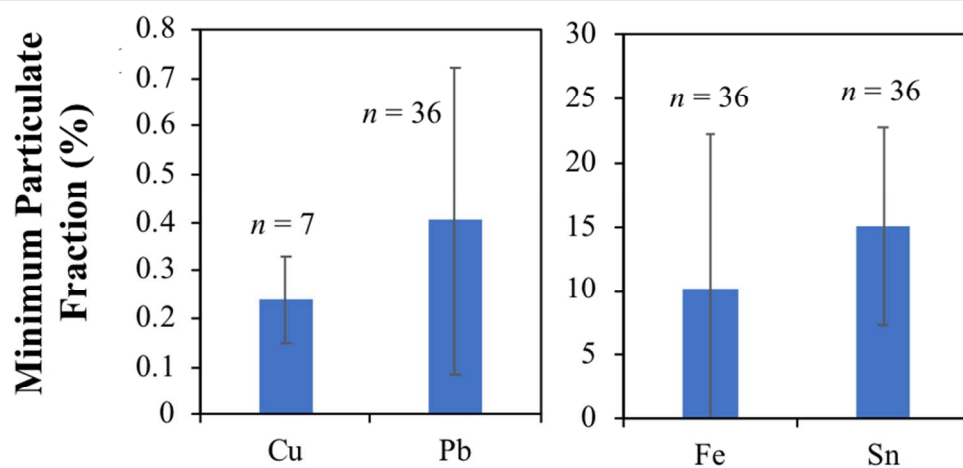 Minimum Particulate
Fraction (%)
0.8
0.7
0.6
0.5
0.4
0.3
0.2
0.1
0
n = 7
n = 36
Cu Pb
30
25
20
15
10
5
0
n = 36 n = 36
Fe Sn